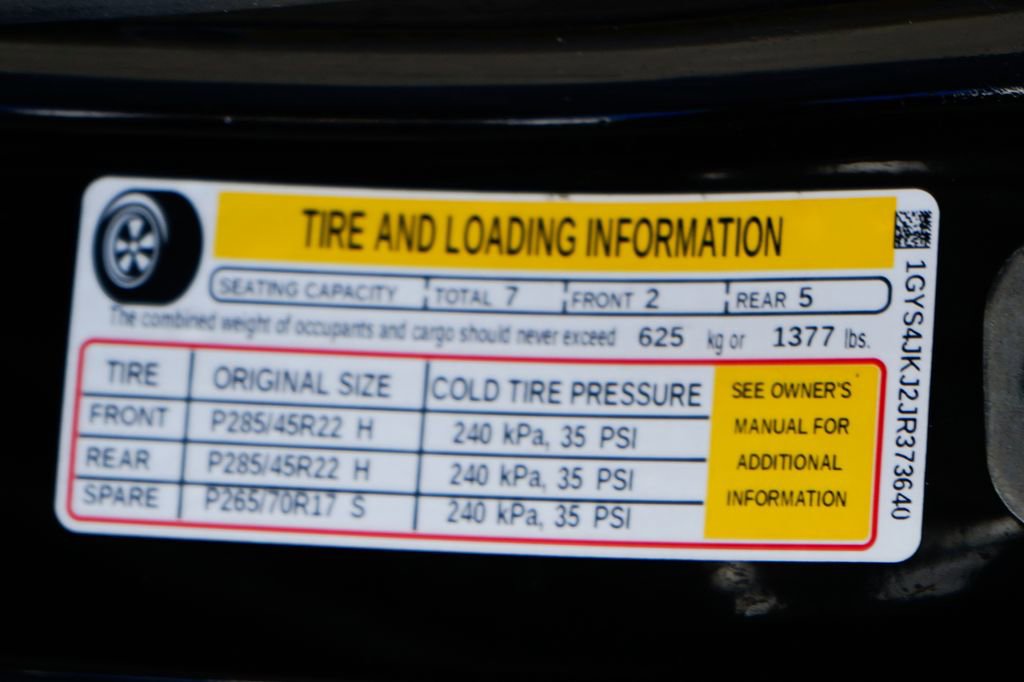 TIRE AND LOADING INFORMATION
SEATING CAPACITY TOTAL 7 FRONT 2 REAR 5
The combined weight of occupants and cargo should never exceed 625 kg or 1377 lbs.
TIRE ORIGINAL SIZE COLD TIRE PRESSURE
FRONT P285/45R22 H 240 kPa, 35 PSI
REAR P285/45R22 H 240 kPa, 35 PSI
SPARE P265/70R17 S 240 kPa, 35 PSI
SEE OWNER'S
MANUAL FOR
ADDITIONAL
INFORMATION
1GYS4JKJ2JR373640